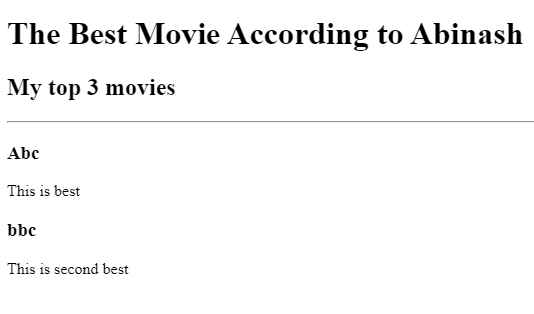 The Best Movie According to Abinash
My top 3 movies
Abc
This is best
bbc
This is second best